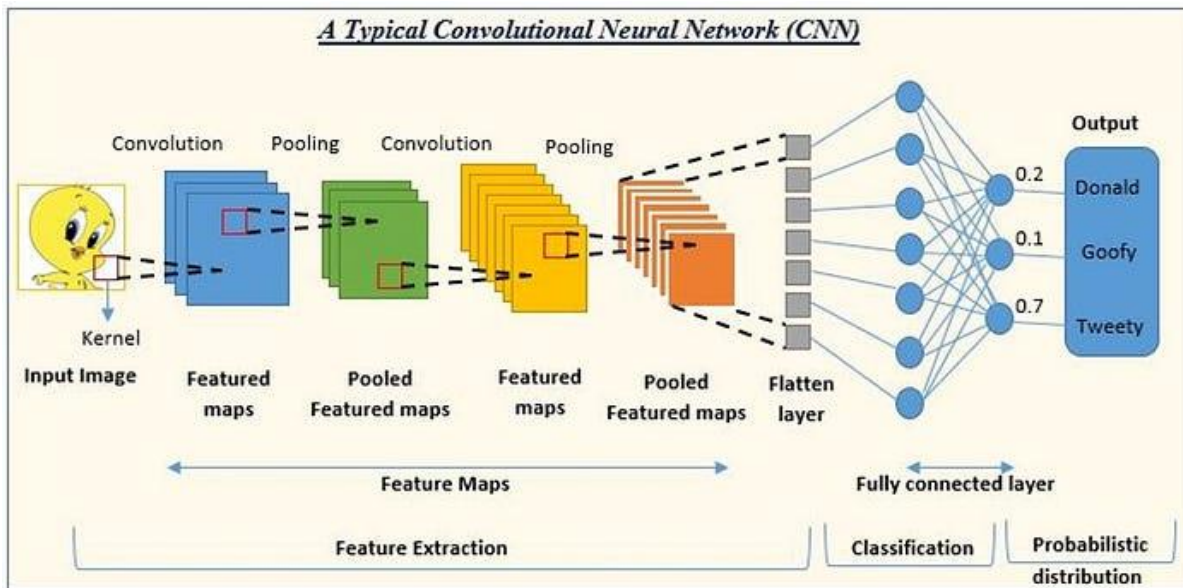 A Typical Convolutional Neural Network (CNN)
Convolution
Pooling
Convolution
Pooling
Kernel
Input Image
Featured
maps
Pooled
Featured maps
Featured
maps
Pooled
Featured maps
Flatten
layer
0.2
0.1
0.7
Output
Donald
Goofy
Tweety
Feature Maps
Fully connected layer
Feature Extraction
Classification
Probabilistic
distribution